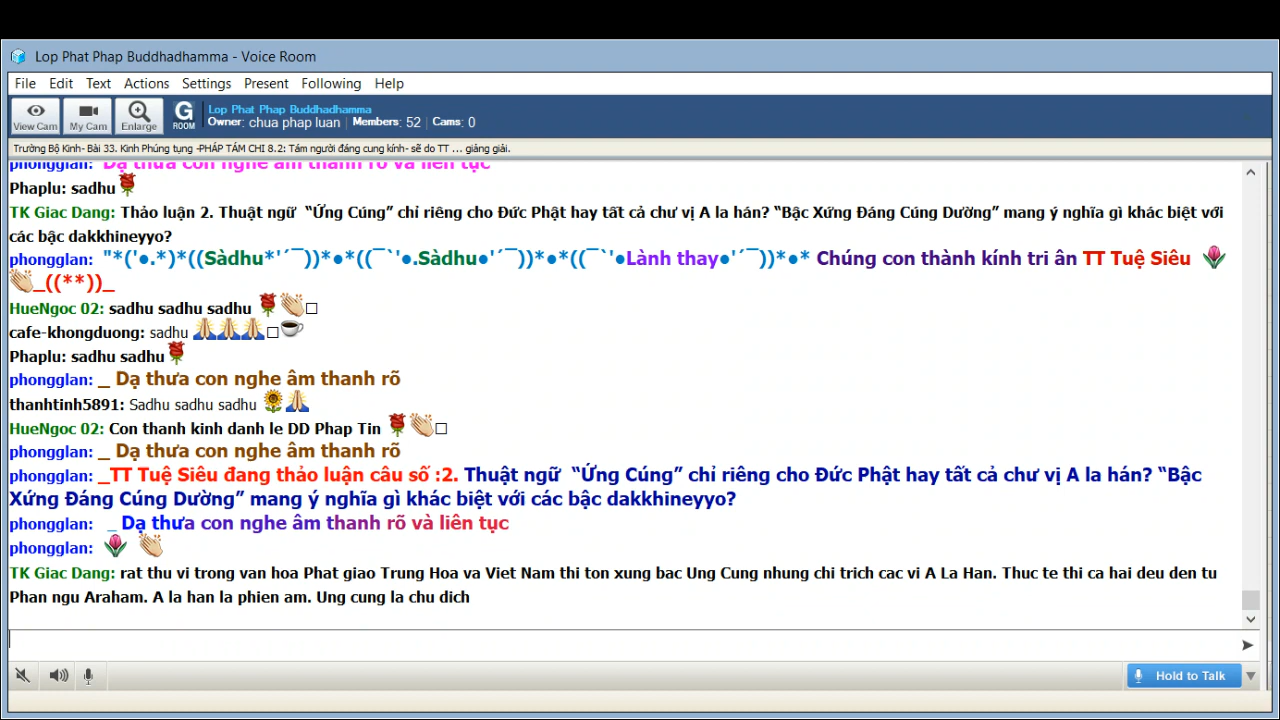 Lop Phat Phap Buddhadhamma - Voice Room
File Edit Text Actions Settings Present Following Help
View Cam My Cam Enlarge G ROOM
Lop Phat Phap Buddhadhamma
Owner: chua phap luan Members: 52 Cams: 0
Trường Bộ Kinh- Bài 33. Kinh Phúng tụng -PHÁP TÁM CHI 8.2: Tám người đáng cung kính- sẽ do TT ... giảng giải.
phongglan: Dạ thưa con nghe âm thanh rõ và liên tục
Phaplu: sadhu
TK Giac Dang: Thảo luận 2. Thuật ngữ “Ứng Cúng” chỉ riêng cho Đức Phật hay tất cả chư vị A la hán? “Bậc Xứng Đáng Cúng Dường” mang ý nghĩa gì khác biệt với
các bậc dakkhineyyo?
phongglan: "*('●.*)*((Sàdhu*'´¯))*●*((¯`'●.Sàdhu●'´¯))*●*((¯`'●Lành thay●'´¯))*●* Chúng con thành kính tri ân TT Tuệ Siêu
_((**))_
HueNgoc 02: sadhu sadhu sadhu
cafe-khongduong: sadhu
Phaplu: sadhu sadhu
phongglan: _ Dạ thưa con nghe âm thanh rõ
thanhtinh5891: Sadhu sadhu sadhu
HueNgoc 02: Con thanh kinh danh le DD Phap Tin
phongglan: _ Dạ thưa con nghe âm thanh rõ
phongglan: _TT Tuệ Siêu đang thảo luận câu số :2. Thuật ngữ “Ứng Cúng” chỉ riêng cho Đức Phật hay tất cả chư vị A la hán? “Bậc
Xứng Đáng Cúng Dường” mang ý nghĩa gì khác biệt với các bậc dakkhineyyo?
phongglan: _ Dạ thưa con nghe âm thanh rõ và liên tục
phongglan:
TK Giac Dang: rat thu vi trong van hoa Phat giao Trung Hoa va Viet Nam thi ton xung bac Ung Cung nhung chi trich cac vi A La Han. Thuc te thi ca hai deu den tu
Phan ngu Araham. A la han la phien am. Ung cung la chu dich
Hold to Talk